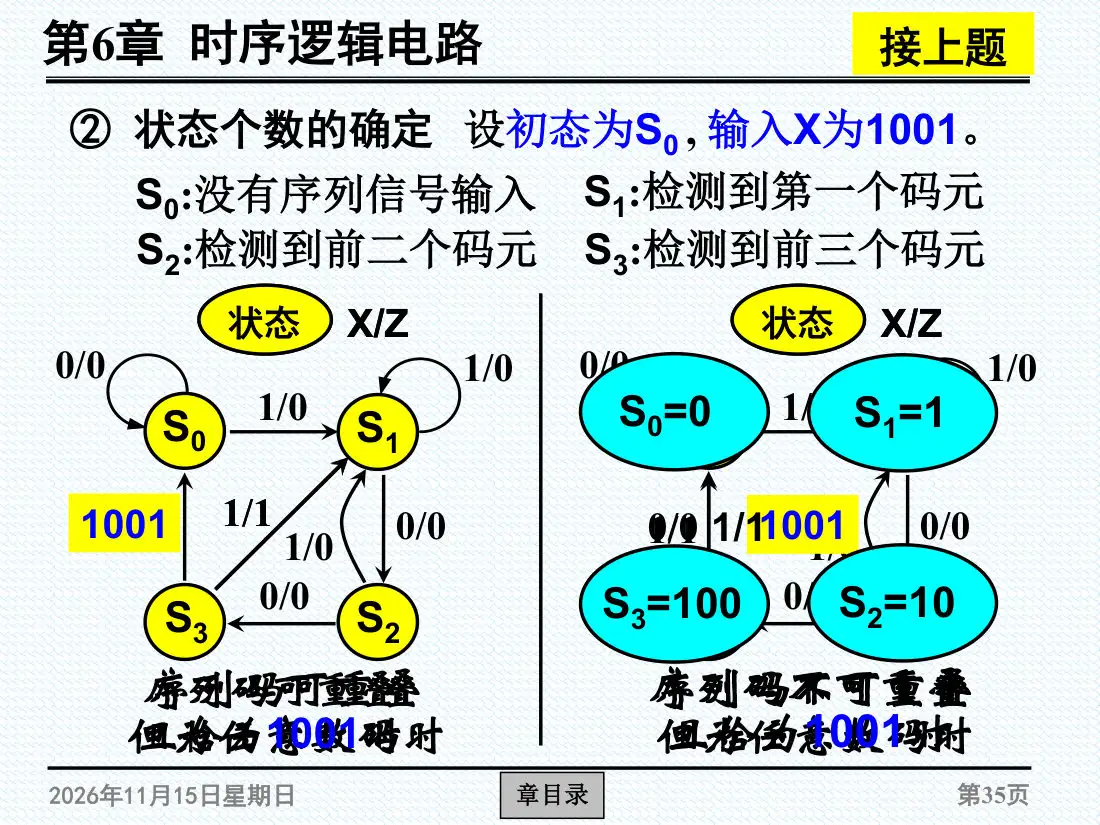 第6章 时序逻辑电路
接上题
② 状态个数的确定 设初态为S0 , 输入X为1001。
S0:没有序列信号输入
S1:检测到第一个码元
S2:检测到前二个码元
S3:检测到前三个码元
状态 X/Z
0/0
1/0
1/0
S0
S1
1001
1/1
1/0
0/0
0/0
S3
S2
1001
状态 X/Z
1/0
S0=0
S1=1
1/1
1001
0/0
S3=100
S2=10
1001
2026年11月15日星期日
章目录
第35页